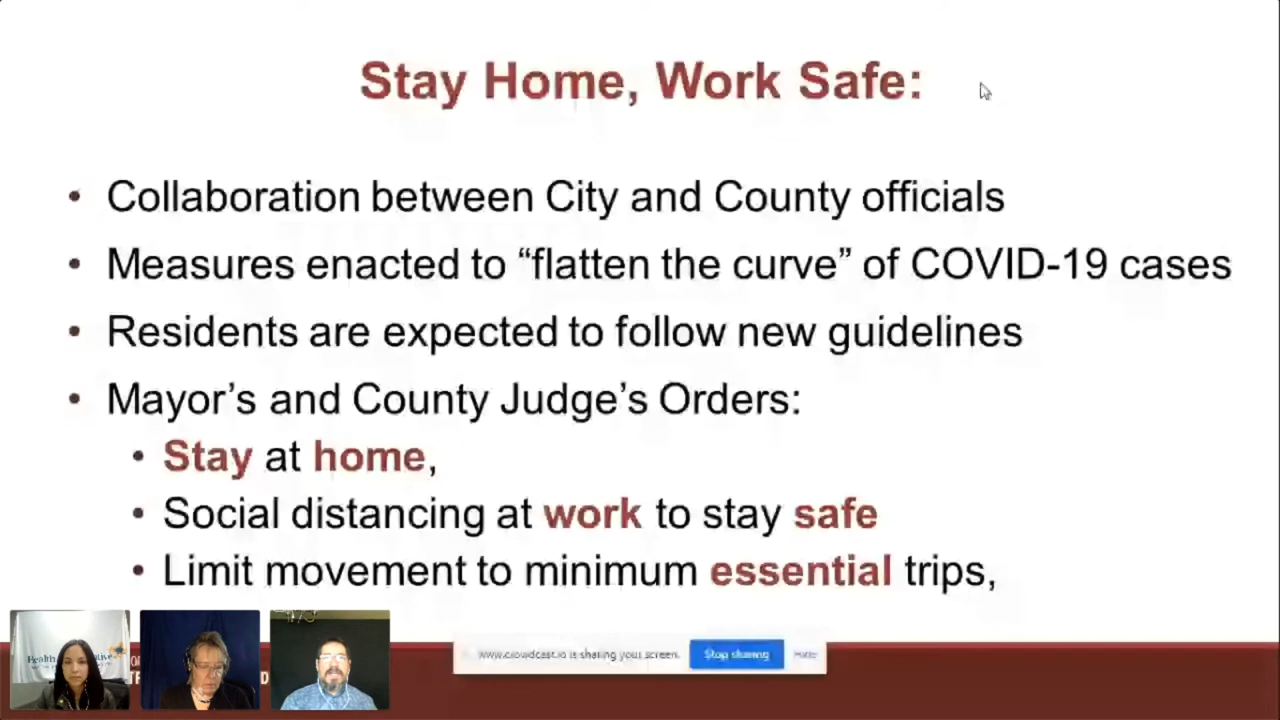 Stay Home, Work Safe:
• Collaboration between City and County officials
• Measures enacted to “flatten the curve” of COVID-19 cases
• Residents are expected to follow new guidelines
• Mayor’s and County Judge’s Orders:
• Stay at home,
• Social distancing at work to stay safe
• Limit movement to minimum essential trips,
Health
www.crowdcast.io is sharing your screen. Stop sharing Hide